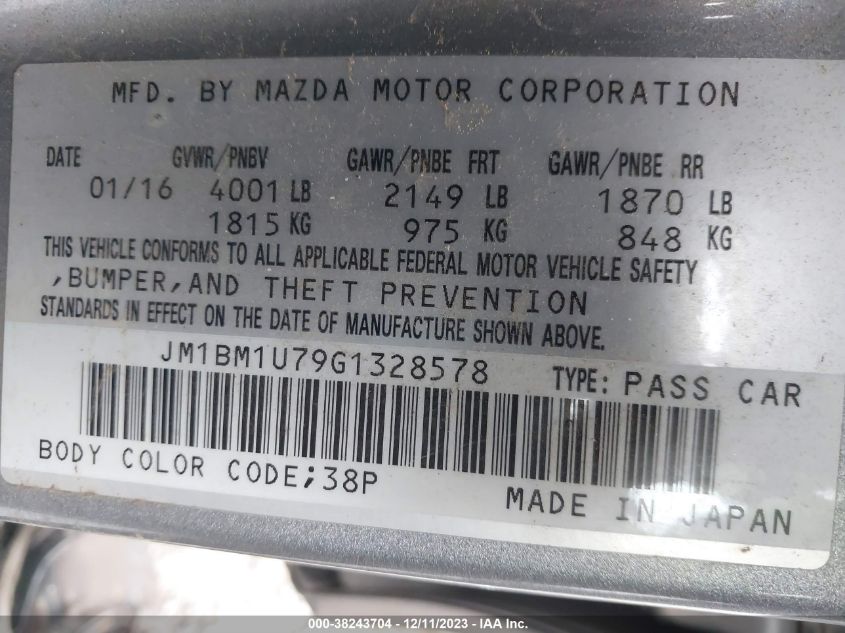 MFD. BY MAZDA MOTOR CORPORATION
DATE GVWR/PNBV GAWR/PNBE FRT GAWR/PNBE RR
01/16 4001 LB 2149 LB 1870 LB
1815 KG 975 KG 848 KG
THIS VEHICLE CONFORMS TO ALL APPLICABLE FEDERAL MOTOR VEHICLE SAFETY
,BUMPER,AND THEFT PREVENTION
STANDARDS IN EFFECT ON THE DATE OF MANUFACTURE SHOWN ABOVE.
JM1BM1U79G1328578 TYPE: PASS CAR
BODY COLOR CODE;38P
MADE IN JAPAN
000-38243704 - 12/11/2023 - IAAI.com